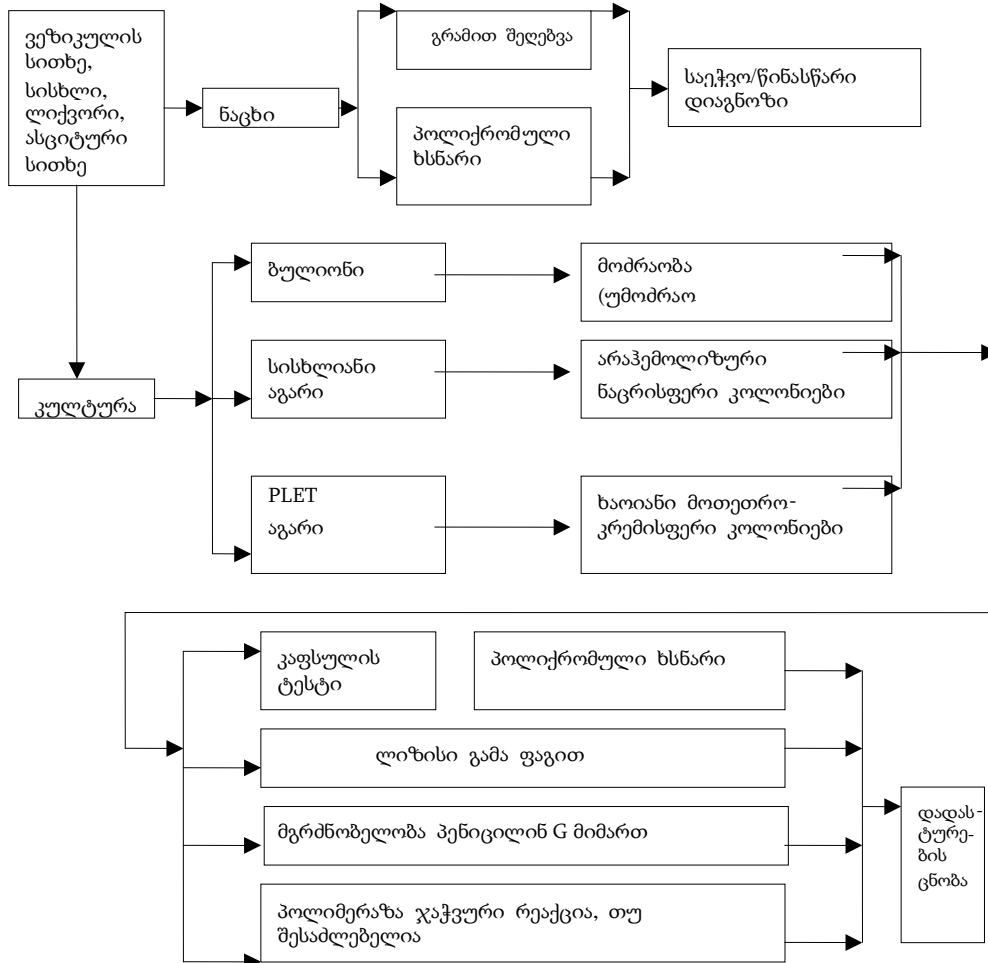 ვეზიკულის
სითხე,
სისხლი,
ლიქვორი,
ასციტური
სითხე
ნაცხი
გრამით შეღებვა
პოლიქრომული
ხსნარი
საეჭვო/წინასწარი
დიაგნოზი
კულტურა
ბულიონი
მოძრაობა
(უმოძრაო
სისხლიანი
აგარი
არაჰემოლიზური
ნაცრისფერი კოლონიები
PLET
აგარი
ხაოიანი მოთეთრო-
კრემისფერი კოლონიები
კაფსულის
ტესტი
პოლიქრომული ხსნარი
ლიზისი გამა ფაგით
მგრძნობელობა პენიცილინ G მიმართ
პოლიმერაზა ჯაჭვური რეაქცია, თუ
შესაძლებელია
დადას-
ტურე-
ბის
ცნობა